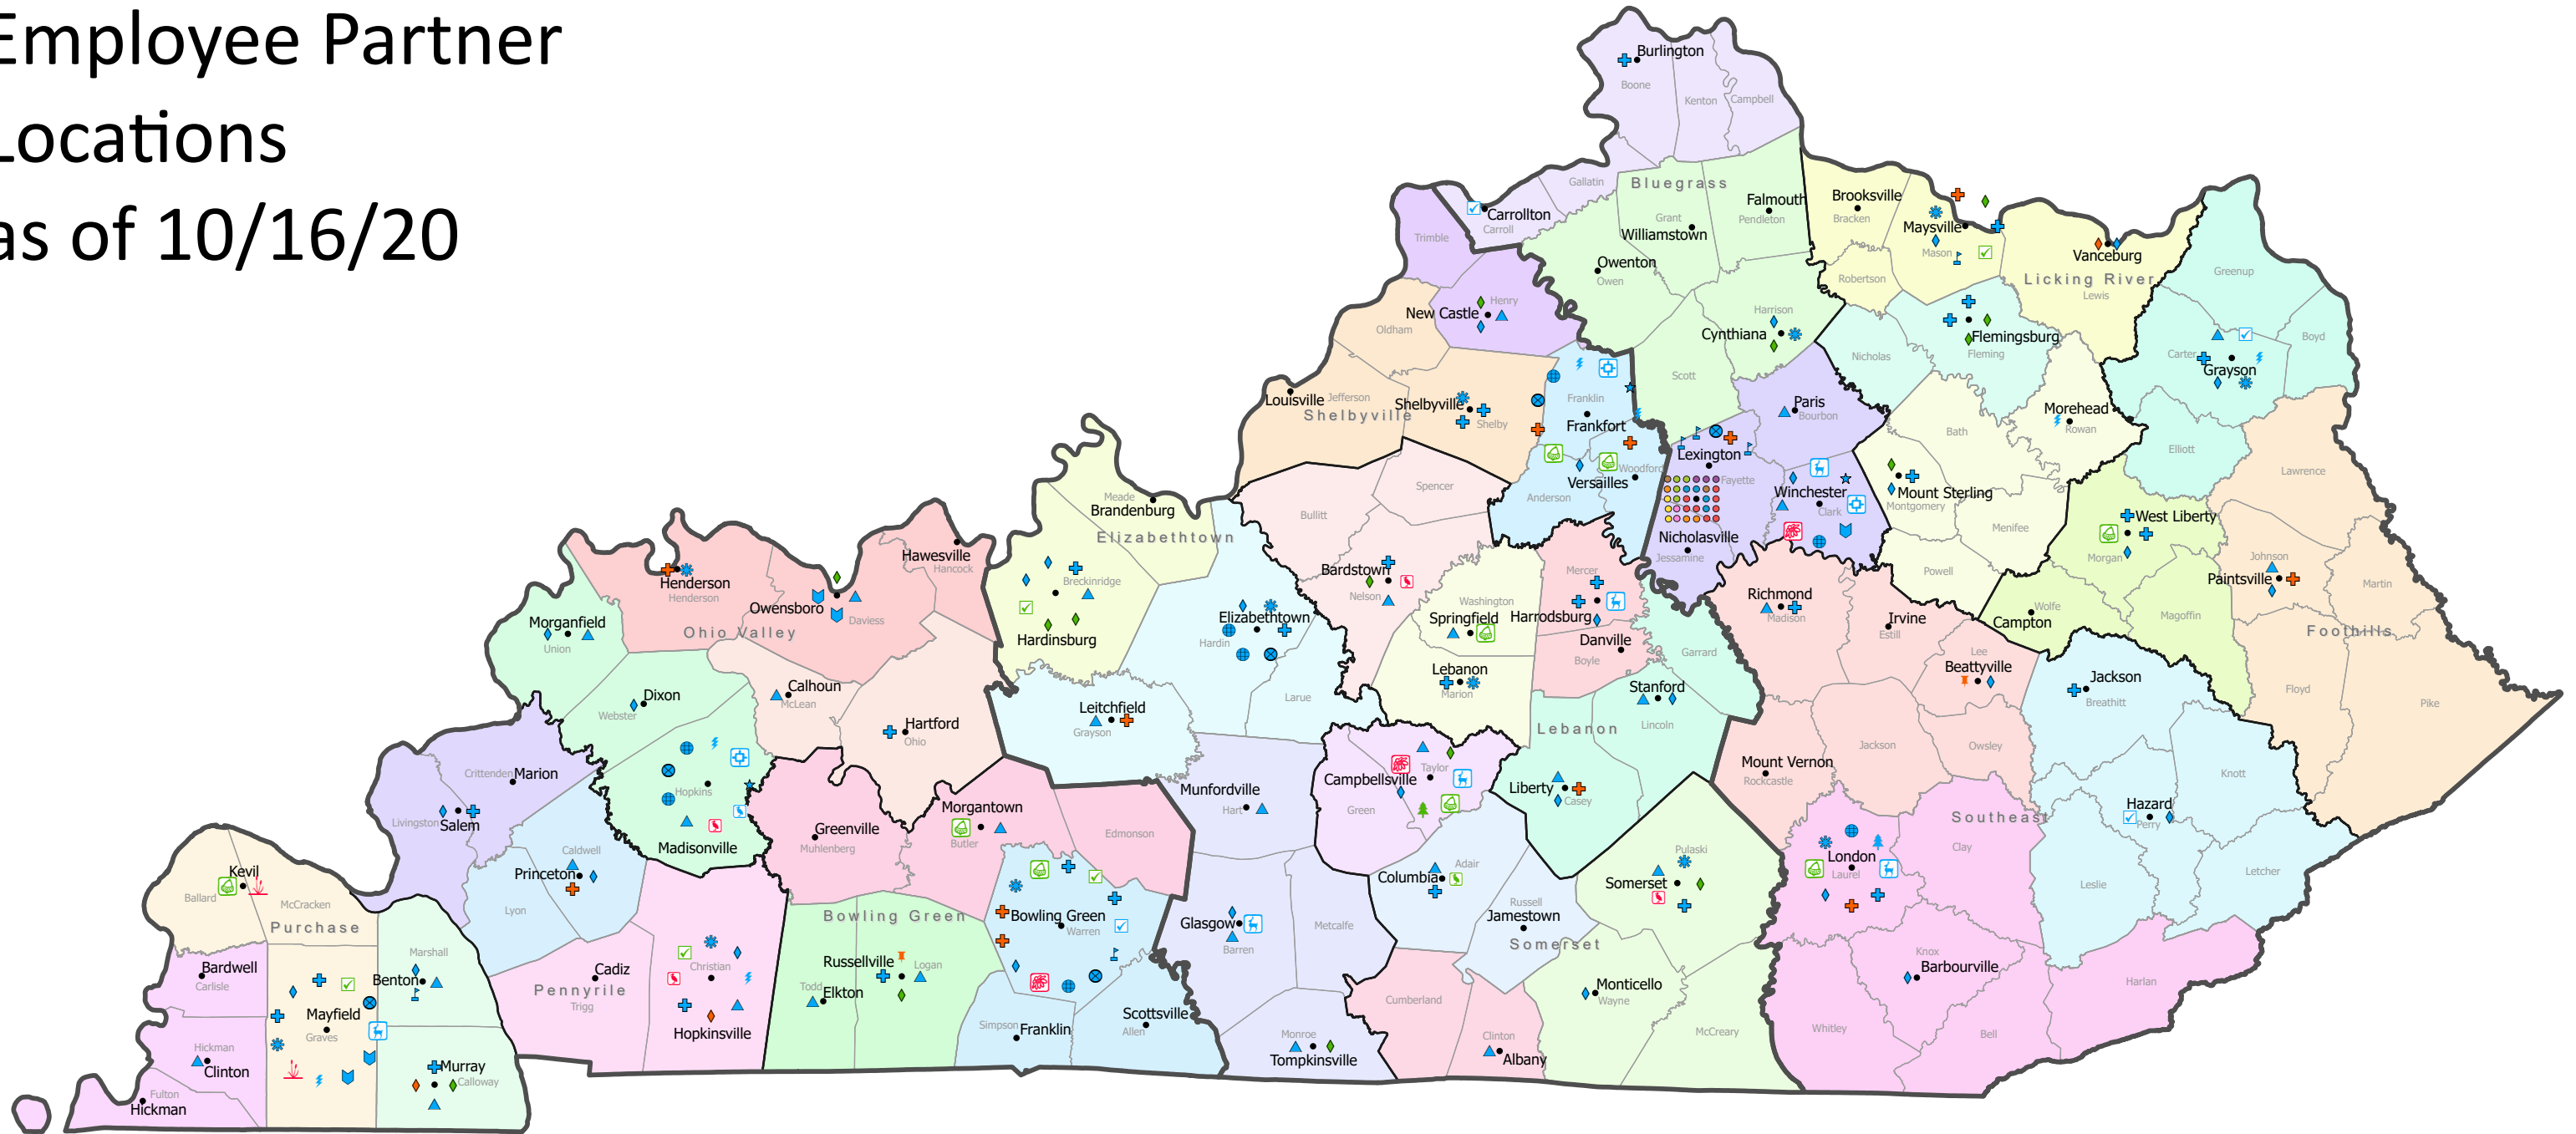 Employee Partner
Locations
as of 10/16/20
Burlington
Boone
Kenton
Campbell
Gallatin
Bluegrass
Carrollton
Carroll
Trimble
Grant
Williamstown
Falmouth
Pendleton
Owenton
Owen
Brooksville
Bracken
Maysville
Mason
Robertson
Vanceburg
Licking River
Lewis
Greenup
Boyd
Carter
Grayson
Henry
New Castle
Oldham
Harrison
Cynthiana
Nicholas
Flemingsburg
Fleming
Scott
Louisville
Jefferson
Shelbyville
Shelbyville
Shelby
Franklin
Frankfort
Woodford
Versailles
Anderson
Paris
Bourbon
Lexington
Fayette
Winchester
Clark
Nicholasville
Jessamine
Bath
Morehead
Rowan
Elliott
Lawrence
Mount Sterling
Montgomery
Menifee
Powell
West Liberty
Morgan
Magoffin
Wolfe
Campton
Johnson
Paintsville
Martin
Foothills
Floyd
Pike
Meade
Brandenburg
Elizabethtown
Breckinridge
Hardinsburg
Bullitt
Spencer
Bardstown
Nelson
Washington
Springfield
Mercer
Harrodsburg
Danville
Boyle
Garrard
Richmond
Madison
Irvine
Estill
Lee
Beattyville
Jackson
Breathitt
Elizabethtown
Hardin
Larue
Lebanon
Marion
Stanford
Lincoln
Lebanon
Leitchfield
Grayson
Hawesville
Hancock
Henderson
Henderson
Owensboro
Daviess
Ohio Valley
Morganfield
Union
Dixon
Webster
Calhoun
McLean
Hartford
Ohio
Hopkins
Madisonville
Crittenden
Marion
Livingston
Salem
Caldwell
Princeton
Lyon
Greenville
Muhlenberg
Morgantown
Butler
Edmonson
Munfordville
Hart
Campbellsville
Taylor
Green
Liberty
Casey
Mount Vernon
Rockcastle
Jackson
Owsley
Southeast
Clay
Knott
Hazard
Perry
Leslie
Letcher
London
Laurel
Pulaski
Somerset
Adair
Columbia
Russell
Jamestown
Somerset
Kevil
Ballard
McCracken
Purchase
Marshall
Benton
Bardwell
Carlisle
Mayfield
Graves
Hickman
Clinton
Fulton
Hickman
Murray
Calloway
Cadiz
Pennyrile
Trigg
Christian
Hopkinsville
Bowling Green
Russellville
Logan
Todd
Elkton
Bowling Green
Warren
Simpson
Franklin
Scottsville
Allen
Glasgow
Barren
Metcalfe
Monroe
Tompkinsville
Cumberland
Clinton
Albany
Monticello
Wayne
McCreary
Whitley
Knox
Barbourville
Bell
Harlan